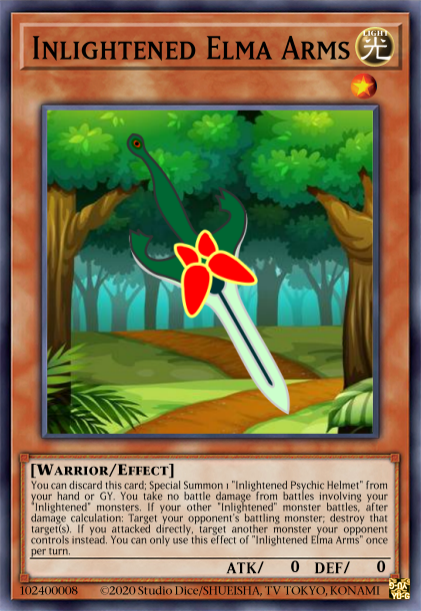 Inlightened Elma Arms
LIGHT
光
[Warrior/Effect]
You can discard this card; Special Summon 1 "Inlightened Psychic Helmet" from
your hand or GY. You take no battle damage from battles involving your
"Inlightened" monsters. If your other "Inlightened" monster battles, after
damage calculation: Target your opponent's battling monster; destroy that
target(s). If you attacked directly, target another monster your opponent
controls instead. You can only use this effect of "Inlightened Elma Arms" once
per turn.
ATK/ 0 DEF/ 0
102400008 ©2020 Studio Dice/SHUEISHA, TV TOKYO, KONAMI